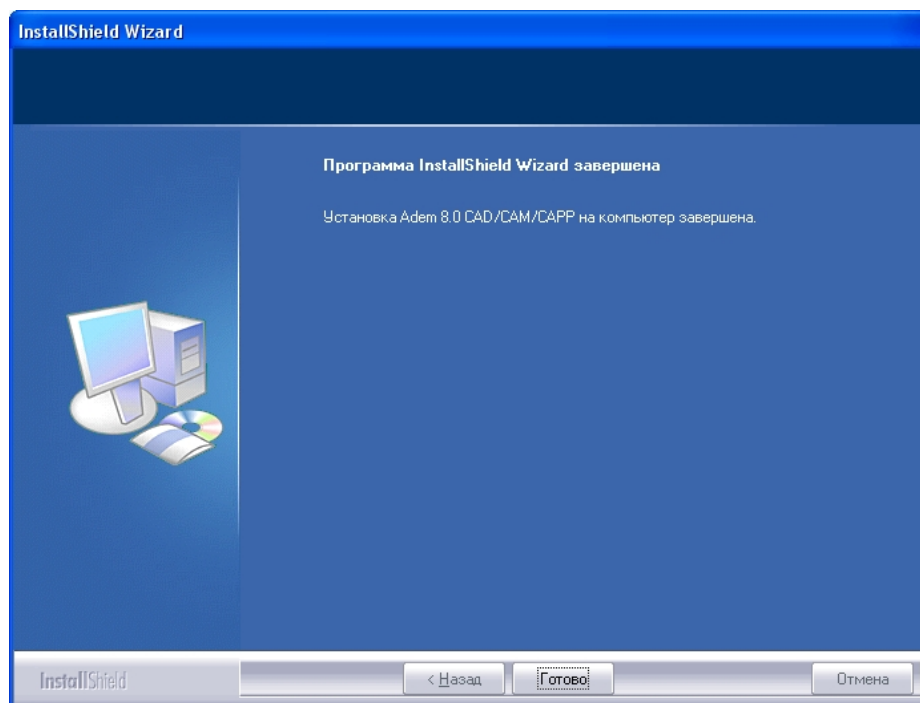 InstallShield Wizard
Программа InstallShield Wizard завершена
Установка Adem 8.0 CAD/CAM/CAPP на компьютер завершена.
InstallShield
< Назад
Готово
Отмена